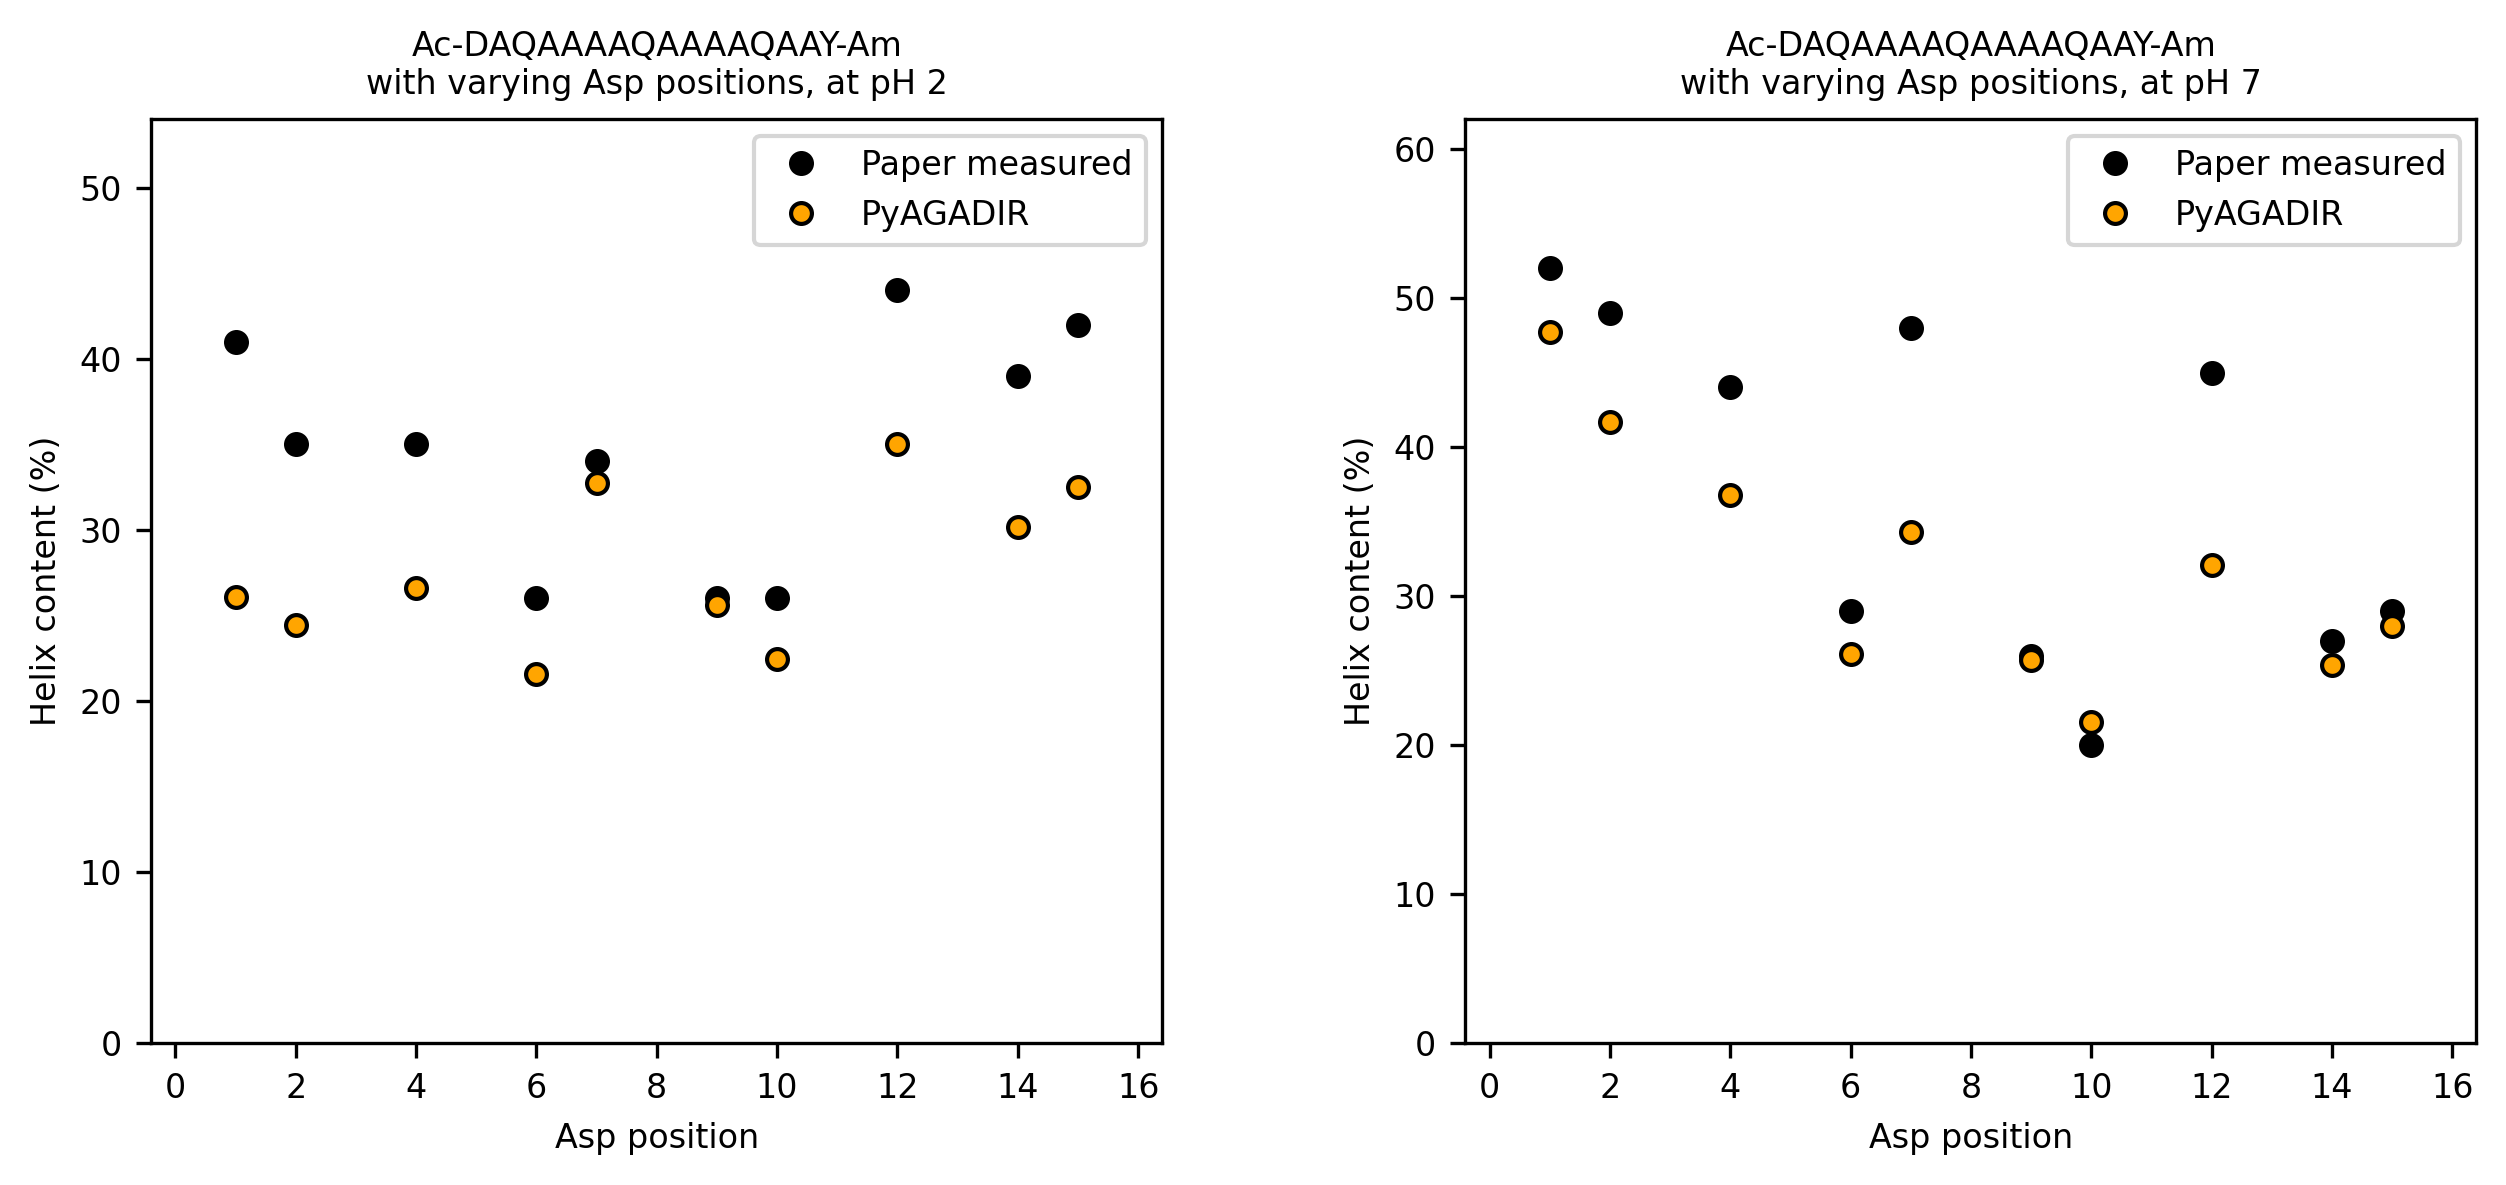 Ac-DAQAAAAQAAAAQAAY-Am
with varying Asp positions, at pH 2
Paper measured
PyAGADIR
Helix content (%)
50
40
30
20
10
0
0 2 4 6 8 10 12 14 16
Asp position
Ac-DAQAAAAQAAAAQAAY-Am
with varying Asp positions, at pH 7
Paper measured
PyAGADIR
Helix content (%)
60
50
40
30
20
10
0
0 2 4 6 8 10 12 14 16
Asp position